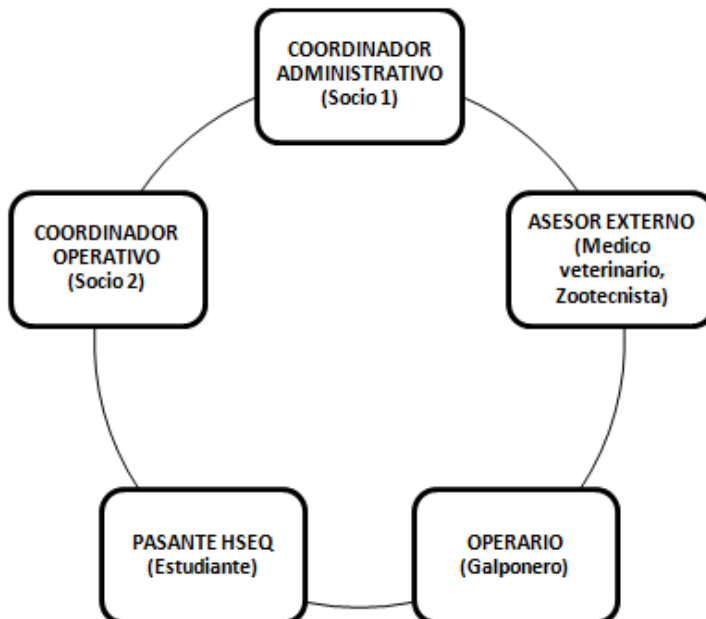 COORDINADOR
ADMINISTRATIVO
(Socio 1)
COORDINADOR
OPERATIVO
(Socio 2)
ASESOR EXTERNO
(Medico
veterinario,
Zootecnista)
PASANTE HSEQ
(Estudiante)
OPERARIO
(Galponero)